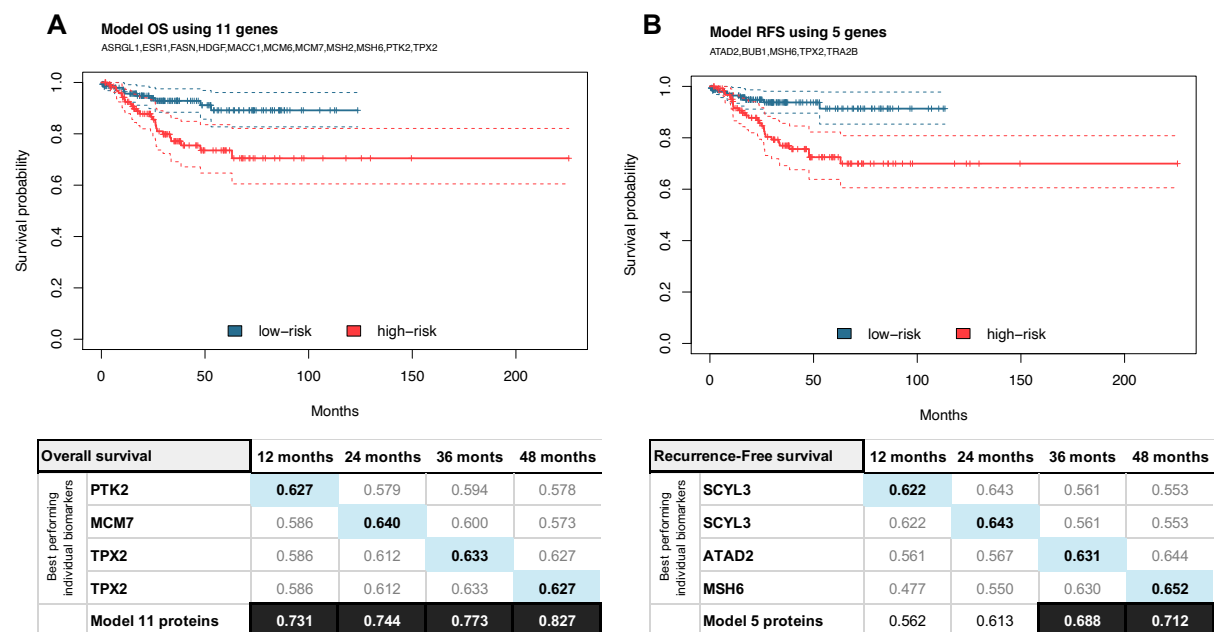 A
Model OS using 11 genes
ASRGL1,ESR1,FASN,HDGF,MACC1,MCM6,MCM7,MSH2,MSH6,PTK2,TPX2
Survival probability
1.0
0.8
0.6
0.4
0.2
0.0
low−risk high−risk
0 50 100 150 200
Months
Overall survival 12 months 24 months 36 monts 48 months
Best performing
individual biomarkers
PTK2 0.627 0.579 0.594 0.578
MCM7 0.586 0.640 0.600 0.573
TPX2 0.586 0.612 0.633 0.627
TPX2 0.586 0.612 0.633 0.627
Model 11 proteins 0.731 0.744 0.773 0.827
B
Model RFS using 5 genes
ATAD2,BUB1,MSH6,TPX2,TRA2B
Survival probability
1.0
0.8
0.6
0.4
0.2
0.0
low−risk high−risk
0 50 100 150 200
Months
Recurrence-Free survival 12 months 24 months 36 months 48 months
Best performing
individual biomarkers
SCYL3 0.622 0.643 0.561 0.553
SCYL3 0.622 0.643 0.561 0.553
ATAD2 0.561 0.567 0.631 0.644
MSH6 0.477 0.550 0.630 0.652
Model 5 proteins 0.562 0.613 0.688 0.712